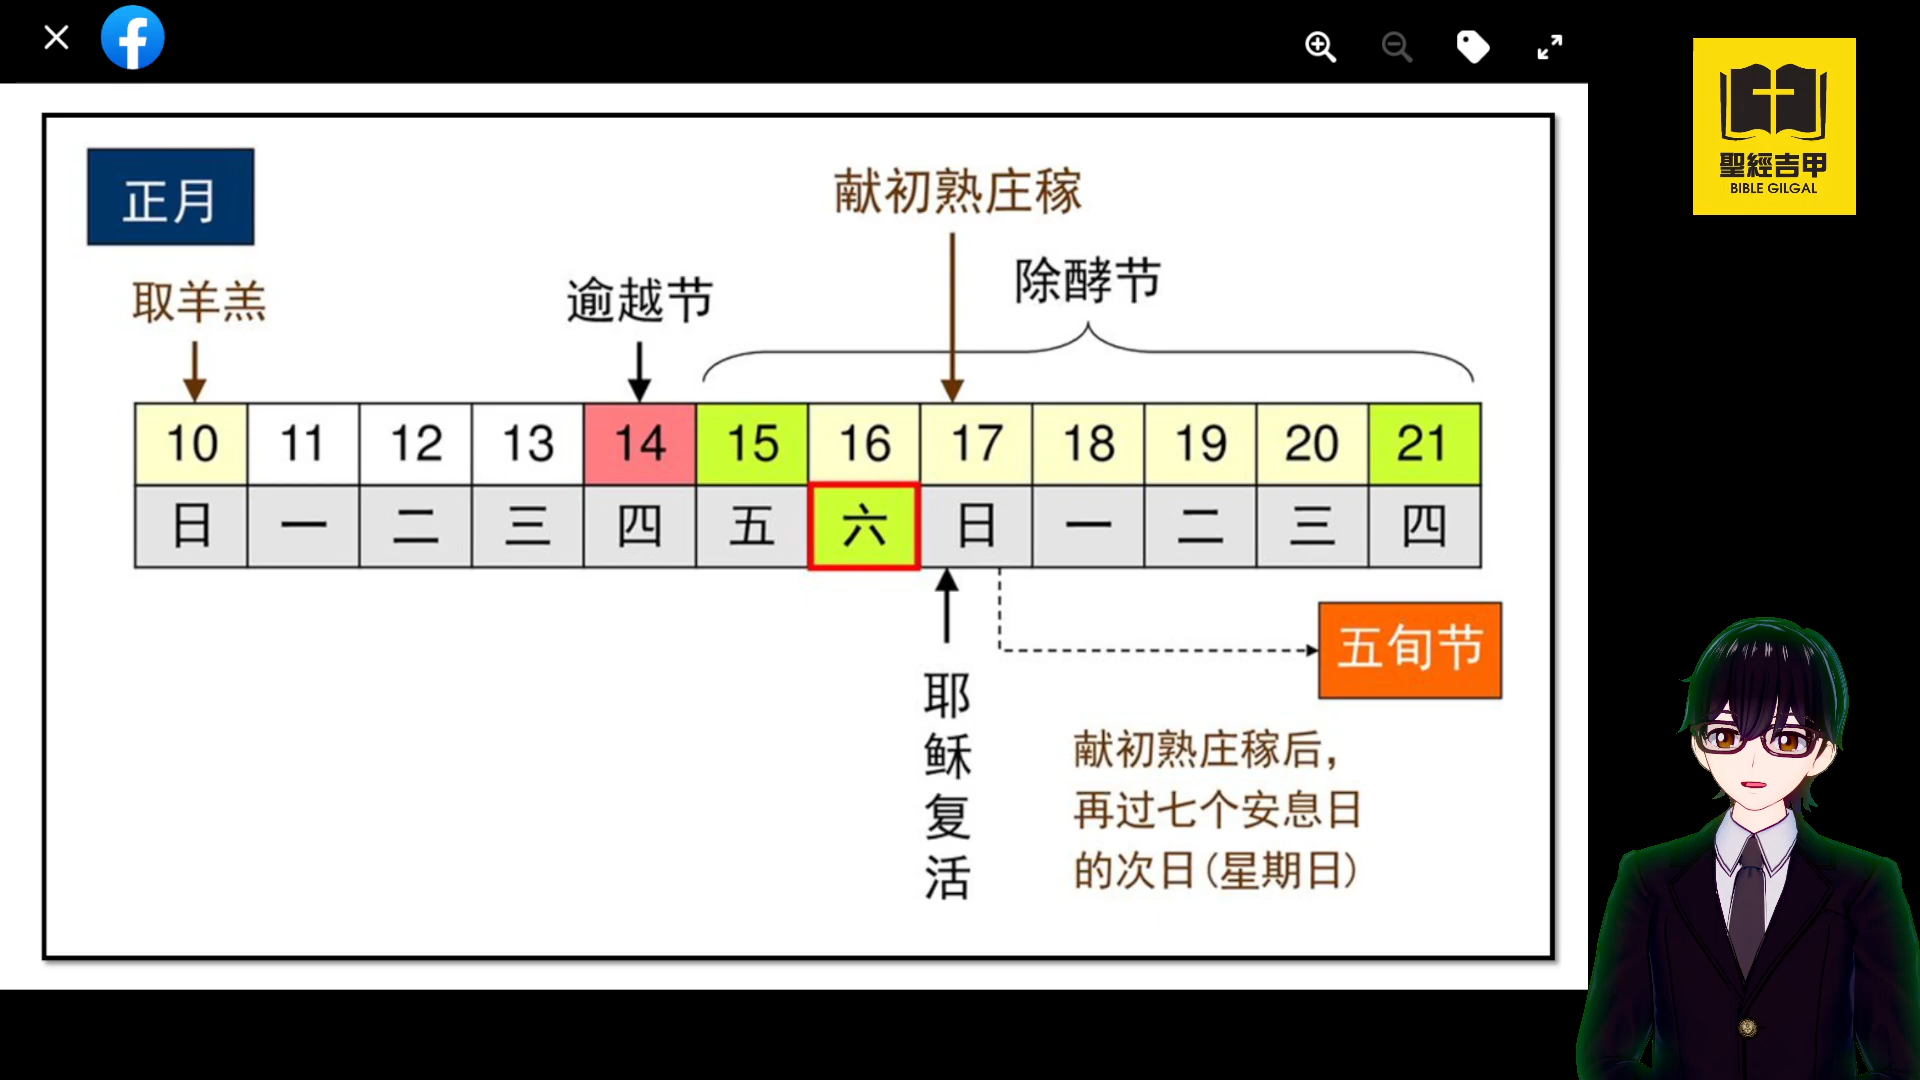 聖經吉甲
BIBLE GILGAL
正月
献初熟庄稼
除酵节
取羊羔
逾越节
10 11 12 13 14 15 16 17 18 19 20 21
日 一 二 三 四 五 六 日 一 二 三 四
五旬节
耶稣复活
献初熟庄稼后，
再过七个安息日
的次日(星期日)